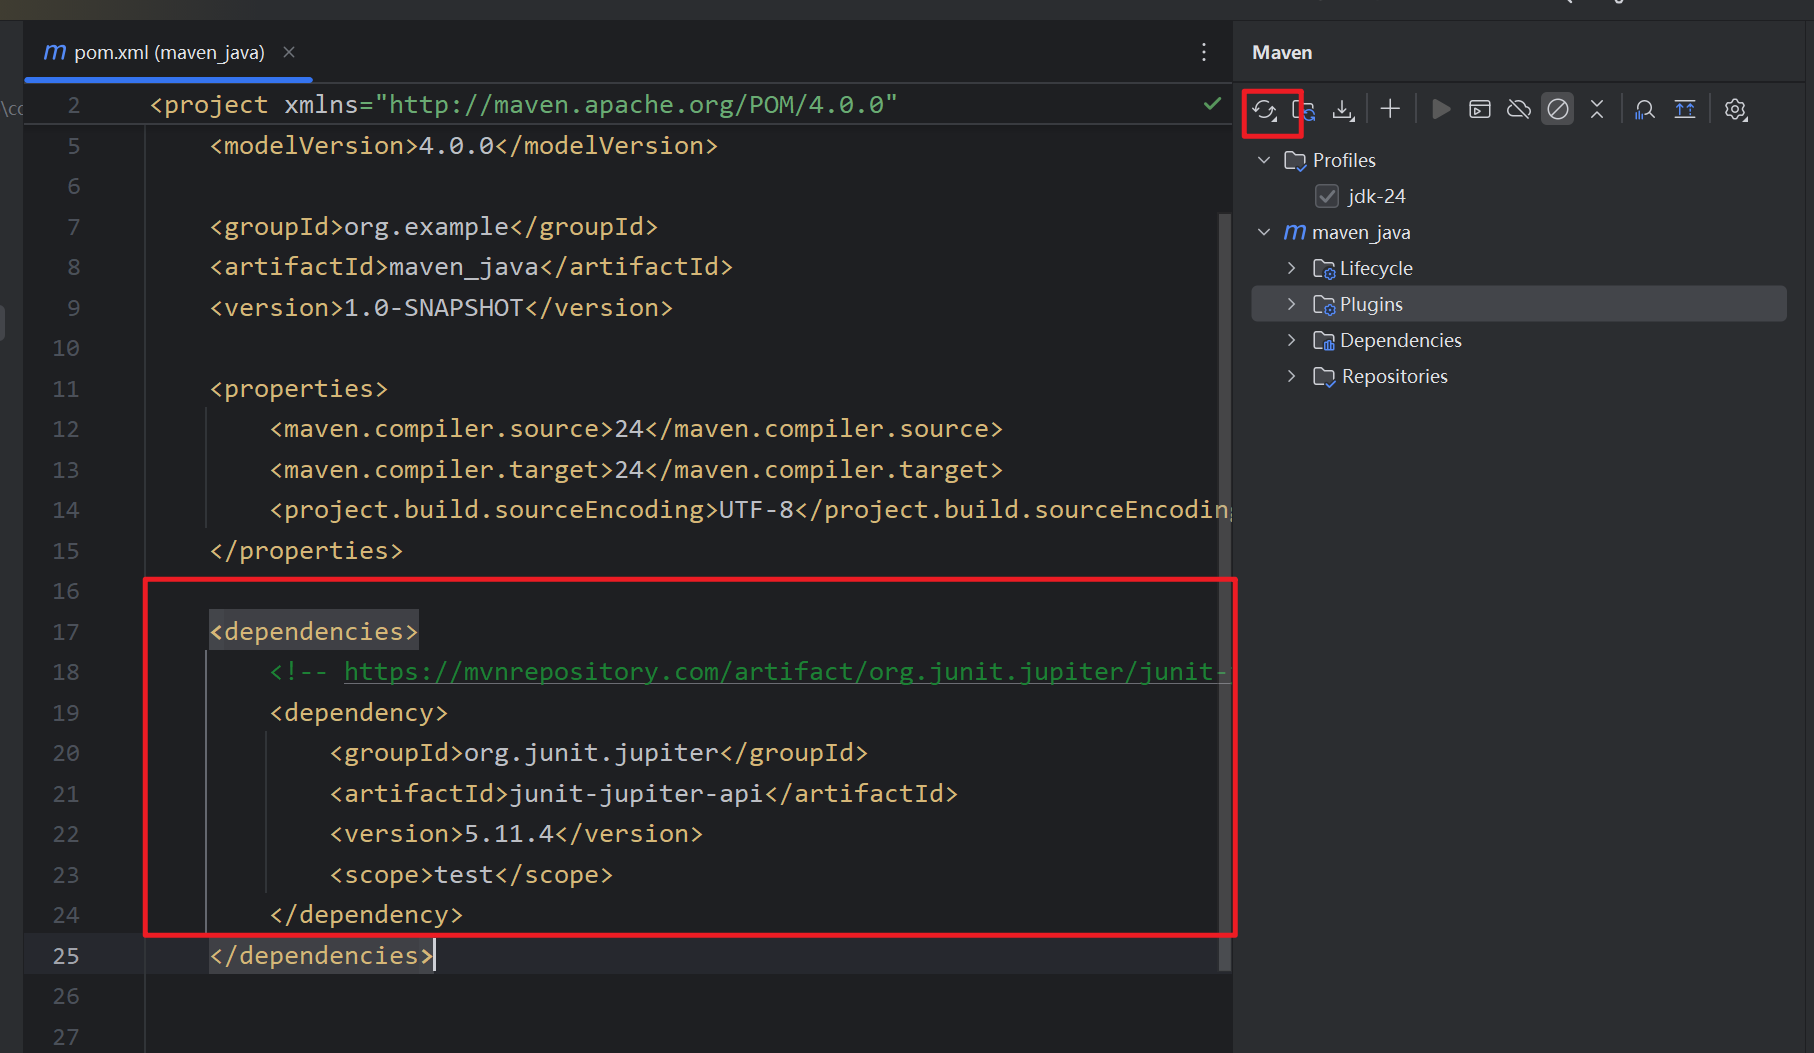 m pom.xml (maven_java)
Maven
\cc
2 <project xmlns="http://maven.apache.org/POM/4.0.0"
5 <modelVersion>4.0.0</modelVersion>
6
7 <groupId>org.example</groupId>
8 <artifactId>maven_java</artifactId>
9 <version>1.0-SNAPSHOT</version>
10
11 <properties>
12 <maven.compiler.source>24</maven.compiler.source>
13 <maven.compiler.target>24</maven.compiler.target>
14 <project.build.sourceEncoding>UTF-8</project.build.sourceEncoding
15 </properties>
16
17 <dependencies>
18 <!-- https://mvnrepository.com/artifact/org.junit.jupiter/junit-
19 <dependency>
20 <groupId>org.junit.jupiter</groupId>
21 <artifactId>junit-jupiter-api</artifactId>
22 <version>5.11.4</version>
23 <scope>test</scope>
24 </dependency>
25 </dependencies>
26
27
Profiles
jdk-24
m maven_java
Lifecycle
Plugins
Dependencies
Repositories